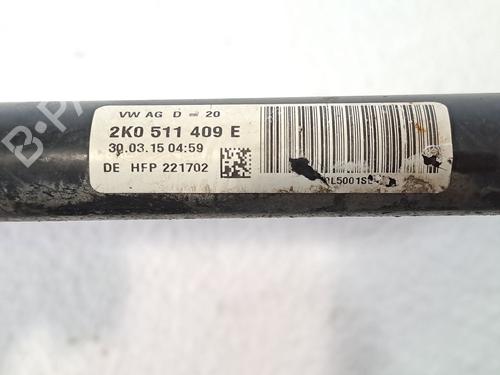 VW AG D = 20
2K0 511 409 E
30.03.15 04:59
DE HFP 221702